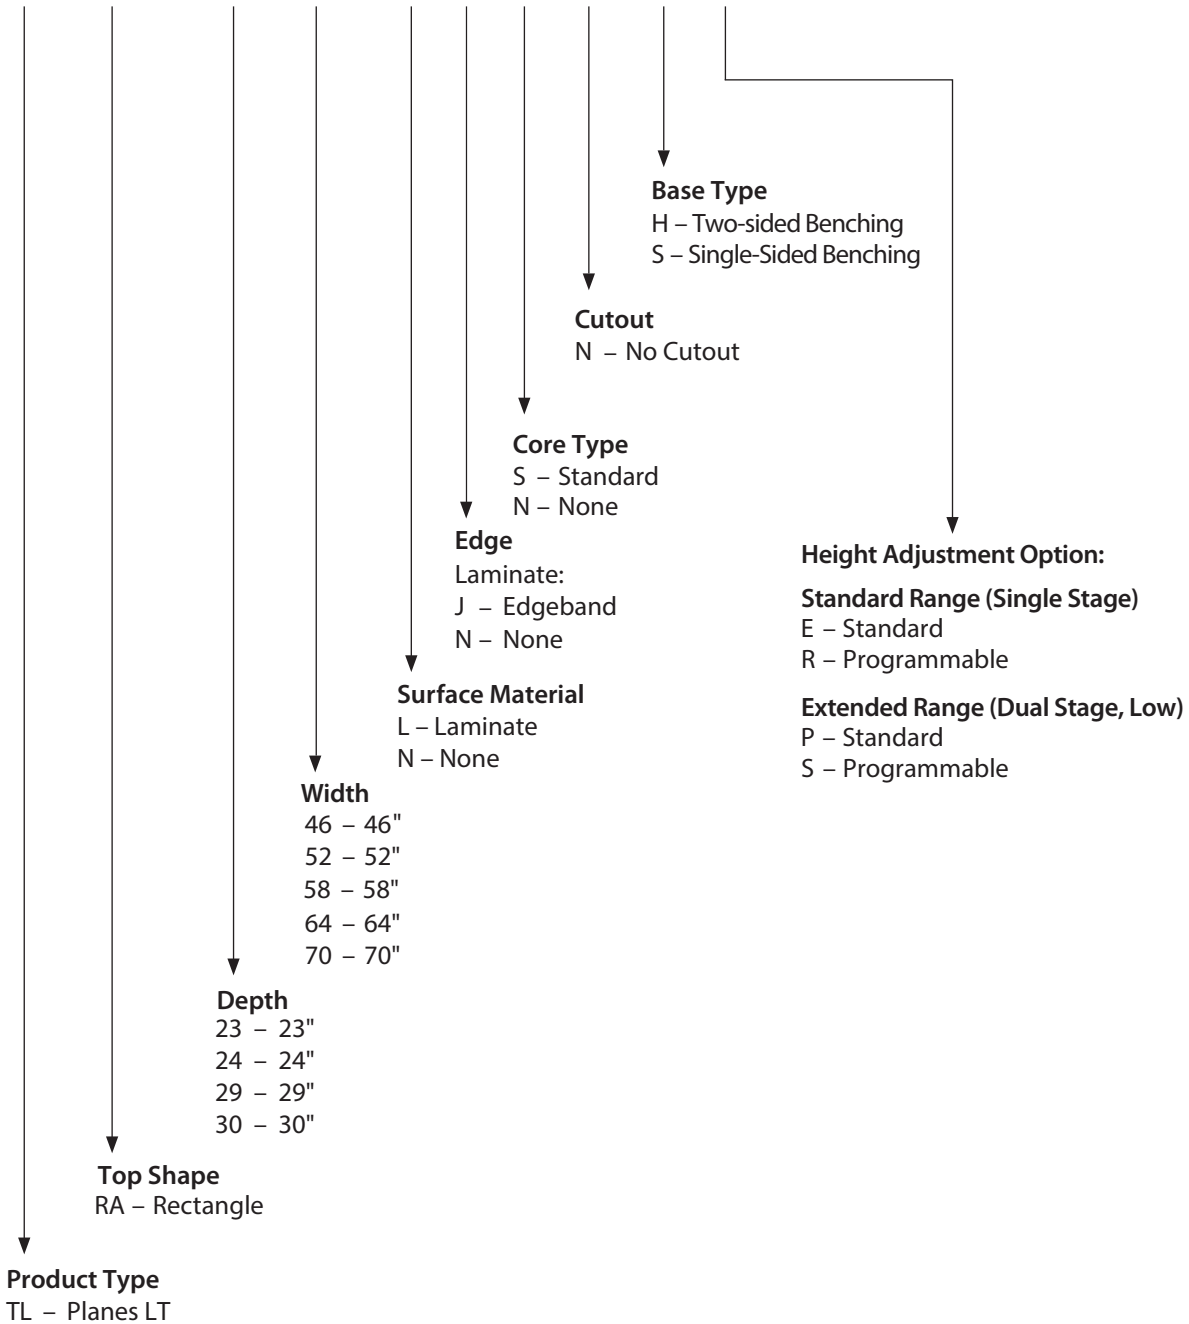 Base Type
H – Two-sided Benching
S – Single-Sided Benching
Cutout
N – No Cutout
Core Type
S – Standard
N – None
Edge
Laminate:
J – Edgeband
N – None
Height Adjustment Option:
Standard Range (Single Stage)
E – Standard
R – Programmable
Extended Range (Dual Stage, Low)
P – Standard
S – Programmable
Surface Material
L – Laminate
N – None
Width
46 – 46"
52 – 52"
58 – 58"
64 – 64"
70 – 70"
Depth
23 – 23"
24 – 24"
29 – 29"
30 – 30"
Top Shape
RA – Rectangle
Product Type
TL – Planes LT